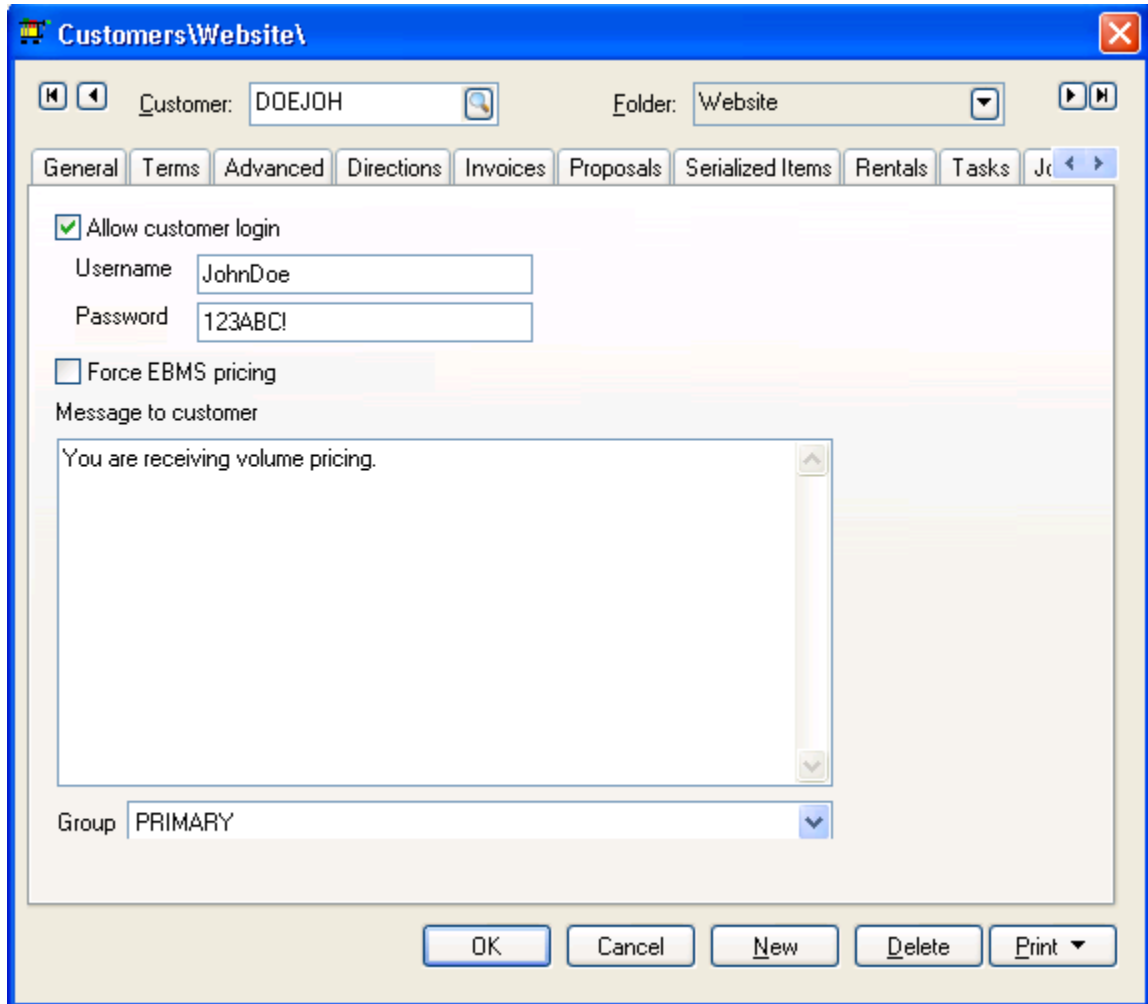 Customers\Website\
Customer: DOEJOH Folder: Website
General Terms Advanced Directions Invoices Proposals Serialized Items Rentals Tasks
Allow customer login
Username JohnDoe
Password 123ABC!
Force EBMS pricing
Message to customer
You are receiving volume pricing.
Group PRIMARY
OK Cancel New Delete Print